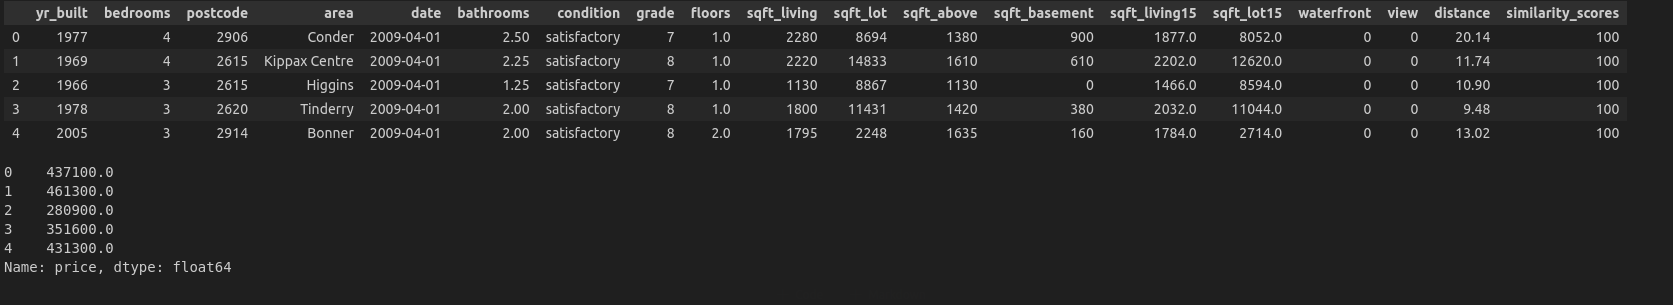 yr_built bedrooms postcode area date bathrooms condition grade floors sqft_living sqft_lot sqft_above sqft_basement sqft_living15 sqft_lot15 waterfront view distance similarity_scores
0 1977 4 2906 Conder 2009-04-01 2.50 satisfactory 7 1.0 2280 8694 1380 900 1877.0 8052.0 0 0 20.14 100
1 1969 4 2615 Kippax Centre 2009-04-01 2.25 satisfactory 8 1.0 2220 14833 1610 610 2202.0 12620.0 0 0 11.74 100
2 1966 3 2615 Higgins 2009-04-01 1.25 satisfactory 7 1.0 1130 8867 1130 0 1466.0 8594.0 0 0 10.90 100
3 1978 3 2620 Tinderry 2009-04-01 2.00 satisfactory 8 1.0 1800 11431 1420 380 2032.0 11044.0 0 0 9.48 100
4 2005 3 2914 Bonner 2009-04-01 2.00 satisfactory 8 2.0 1795 2248 1635 160 1784.0 2714.0 0 0 13.02 100
0 437100.0
1 461300.0
2 280900.0
3 351600.0
4 431300.0
Name: price, dtype: float64